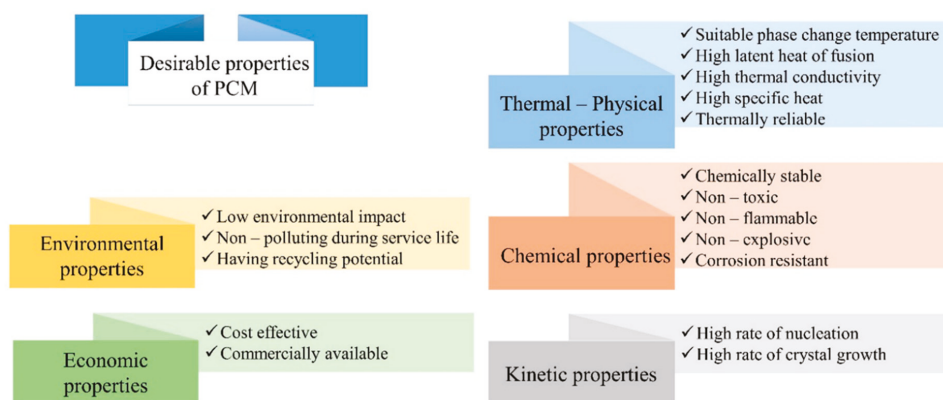 Desirable properties
of PCM
Thermal – Physical
properties
✓ Suitable phase change temperature
✓ High latent heat of fusion
✓ High thermal conductivity
✓ High specific heat
✓ Thermally reliable
Environmental
properties
✓ Low environmental impact
✓ Non – polluting during service life
✓ Having recycling potential
Chemical properties
✓ Chemically stable
✓ Non – toxic
✓ Non – flammable
✓ Non – explosive
✓ Corrosion resistant
Economic
properties
✓ Cost effective
✓ Commercially available
Kinetic properties
✓ High rate of nucleation
✓ High rate of crystal growth